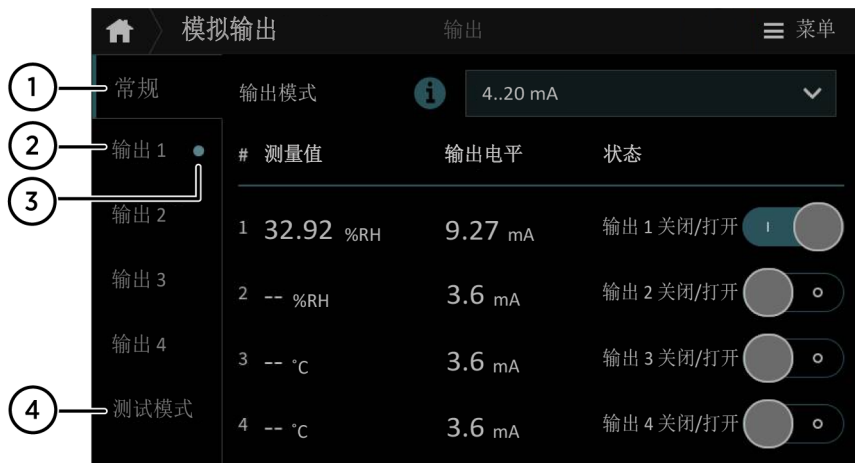 模拟输出 输出 菜单
1 常规 输出模式 i 4..20 mA
2 输出 1 # 测量值 输出电平 状态
3
输出 2 1 32.92 %RH 9.27 mA 输出 1 关闭/打开 I
输出 3 2 -- %RH 3.6 mA 输出 2 关闭/打开 o
输出 4 3 -- °C 3.6 mA 输出 3 关闭/打开 o
4 测试模式 4 -- °C 3.6 mA 输出 4 关闭/打开 o